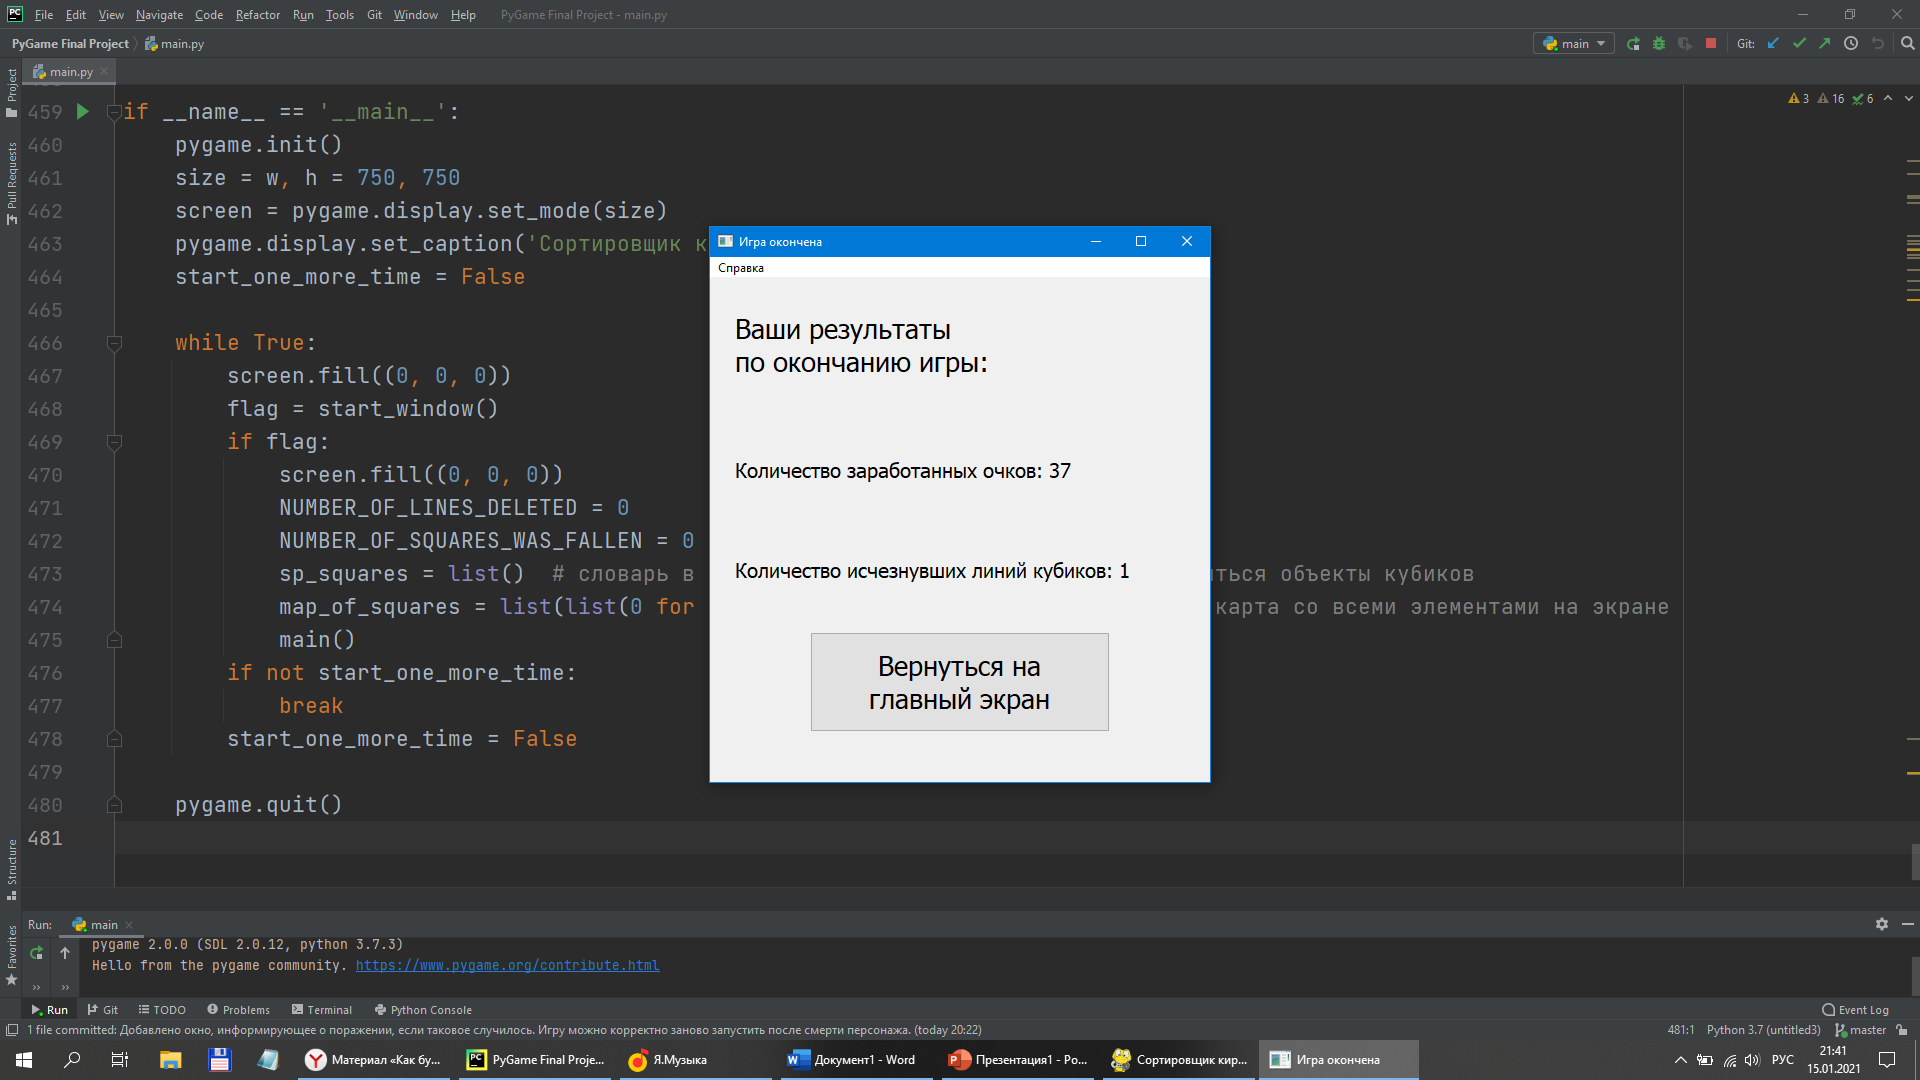 PC File Edit View Navigate Code Refactor Run Tools Git Window Help PyGame Final Project - main.py
PyGame Final Project main.py main Git:
main.py
3 16 6
Project
Pull Requests
Structure
Favorites
459 if __name__ == '__main__':
460 pygame.init()
461 size = w, h = 750, 750
462 screen = pygame.display.set_mode(size)
463 pygame.display.set_caption('Сортировщик к
464 start_one_more_time = False
465
466 while True:
467 screen.fill((0, 0, 0))
468 flag = start_window()
469 if flag:
470 screen.fill((0, 0, 0))
471 NUMBER_OF_LINES_DELETED = 0
472 NUMBER_OF_SQUARES_WAS_FALLEN = 0
473 sp_squares = list() # словарь в иться объекты кубиков
474 map_of_squares = list(list(0 for карта со всеми элементами на экране
475 main()
476 if not start_one_more_time:
477 break
478 start_one_more_time = False
479
480 pygame.quit()
481
Игра окончена
Справка
Ваши результаты
по окончанию игры:
Количество заработанных очков: 37
Количество исчезнувших линий кубиков: 1
Вернуться на
главный экран
Run: main
pygame 2.0.0 (SDL 2.0.12, python 3.7.3)
Hello from the pygame community. https://www.pygame.org/contribute.html
Run Git TODO Problems Terminal Python Console Event Log
1 file committed: Добавлено окно, информирующее о поражении, если таковое случилось. Игру можно корректно заново запустить после смерти персонажа. (today 20:22) 481:1 Python 3.7 (untitled3) master
Материал «Как бу... PyGame Final Proje... Я.Музыка Документ1 - Word Презентация1 - Po... Сортировщик кир... Игра окончена РУС 21:41
15.01.2021